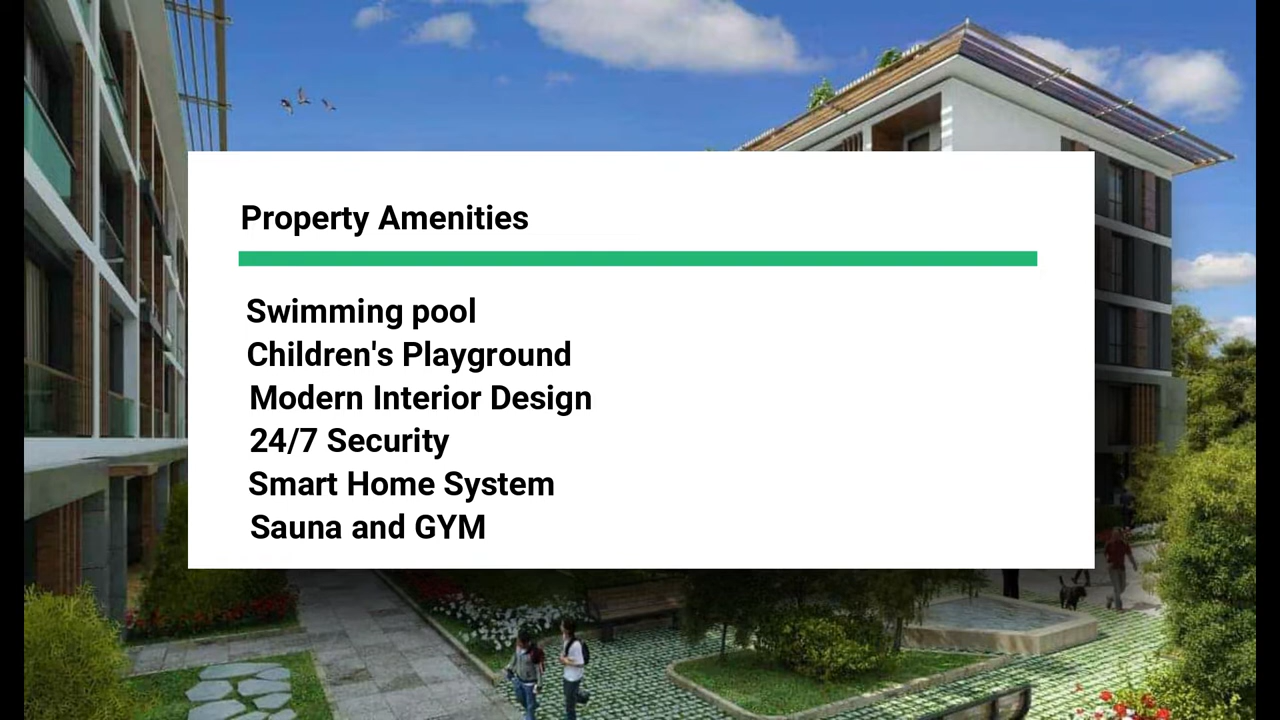 Property Amenities
Swimming pool
Children's Playground
Modern Interior Design
24/7 Security
Smart Home System
Sauna and GYM